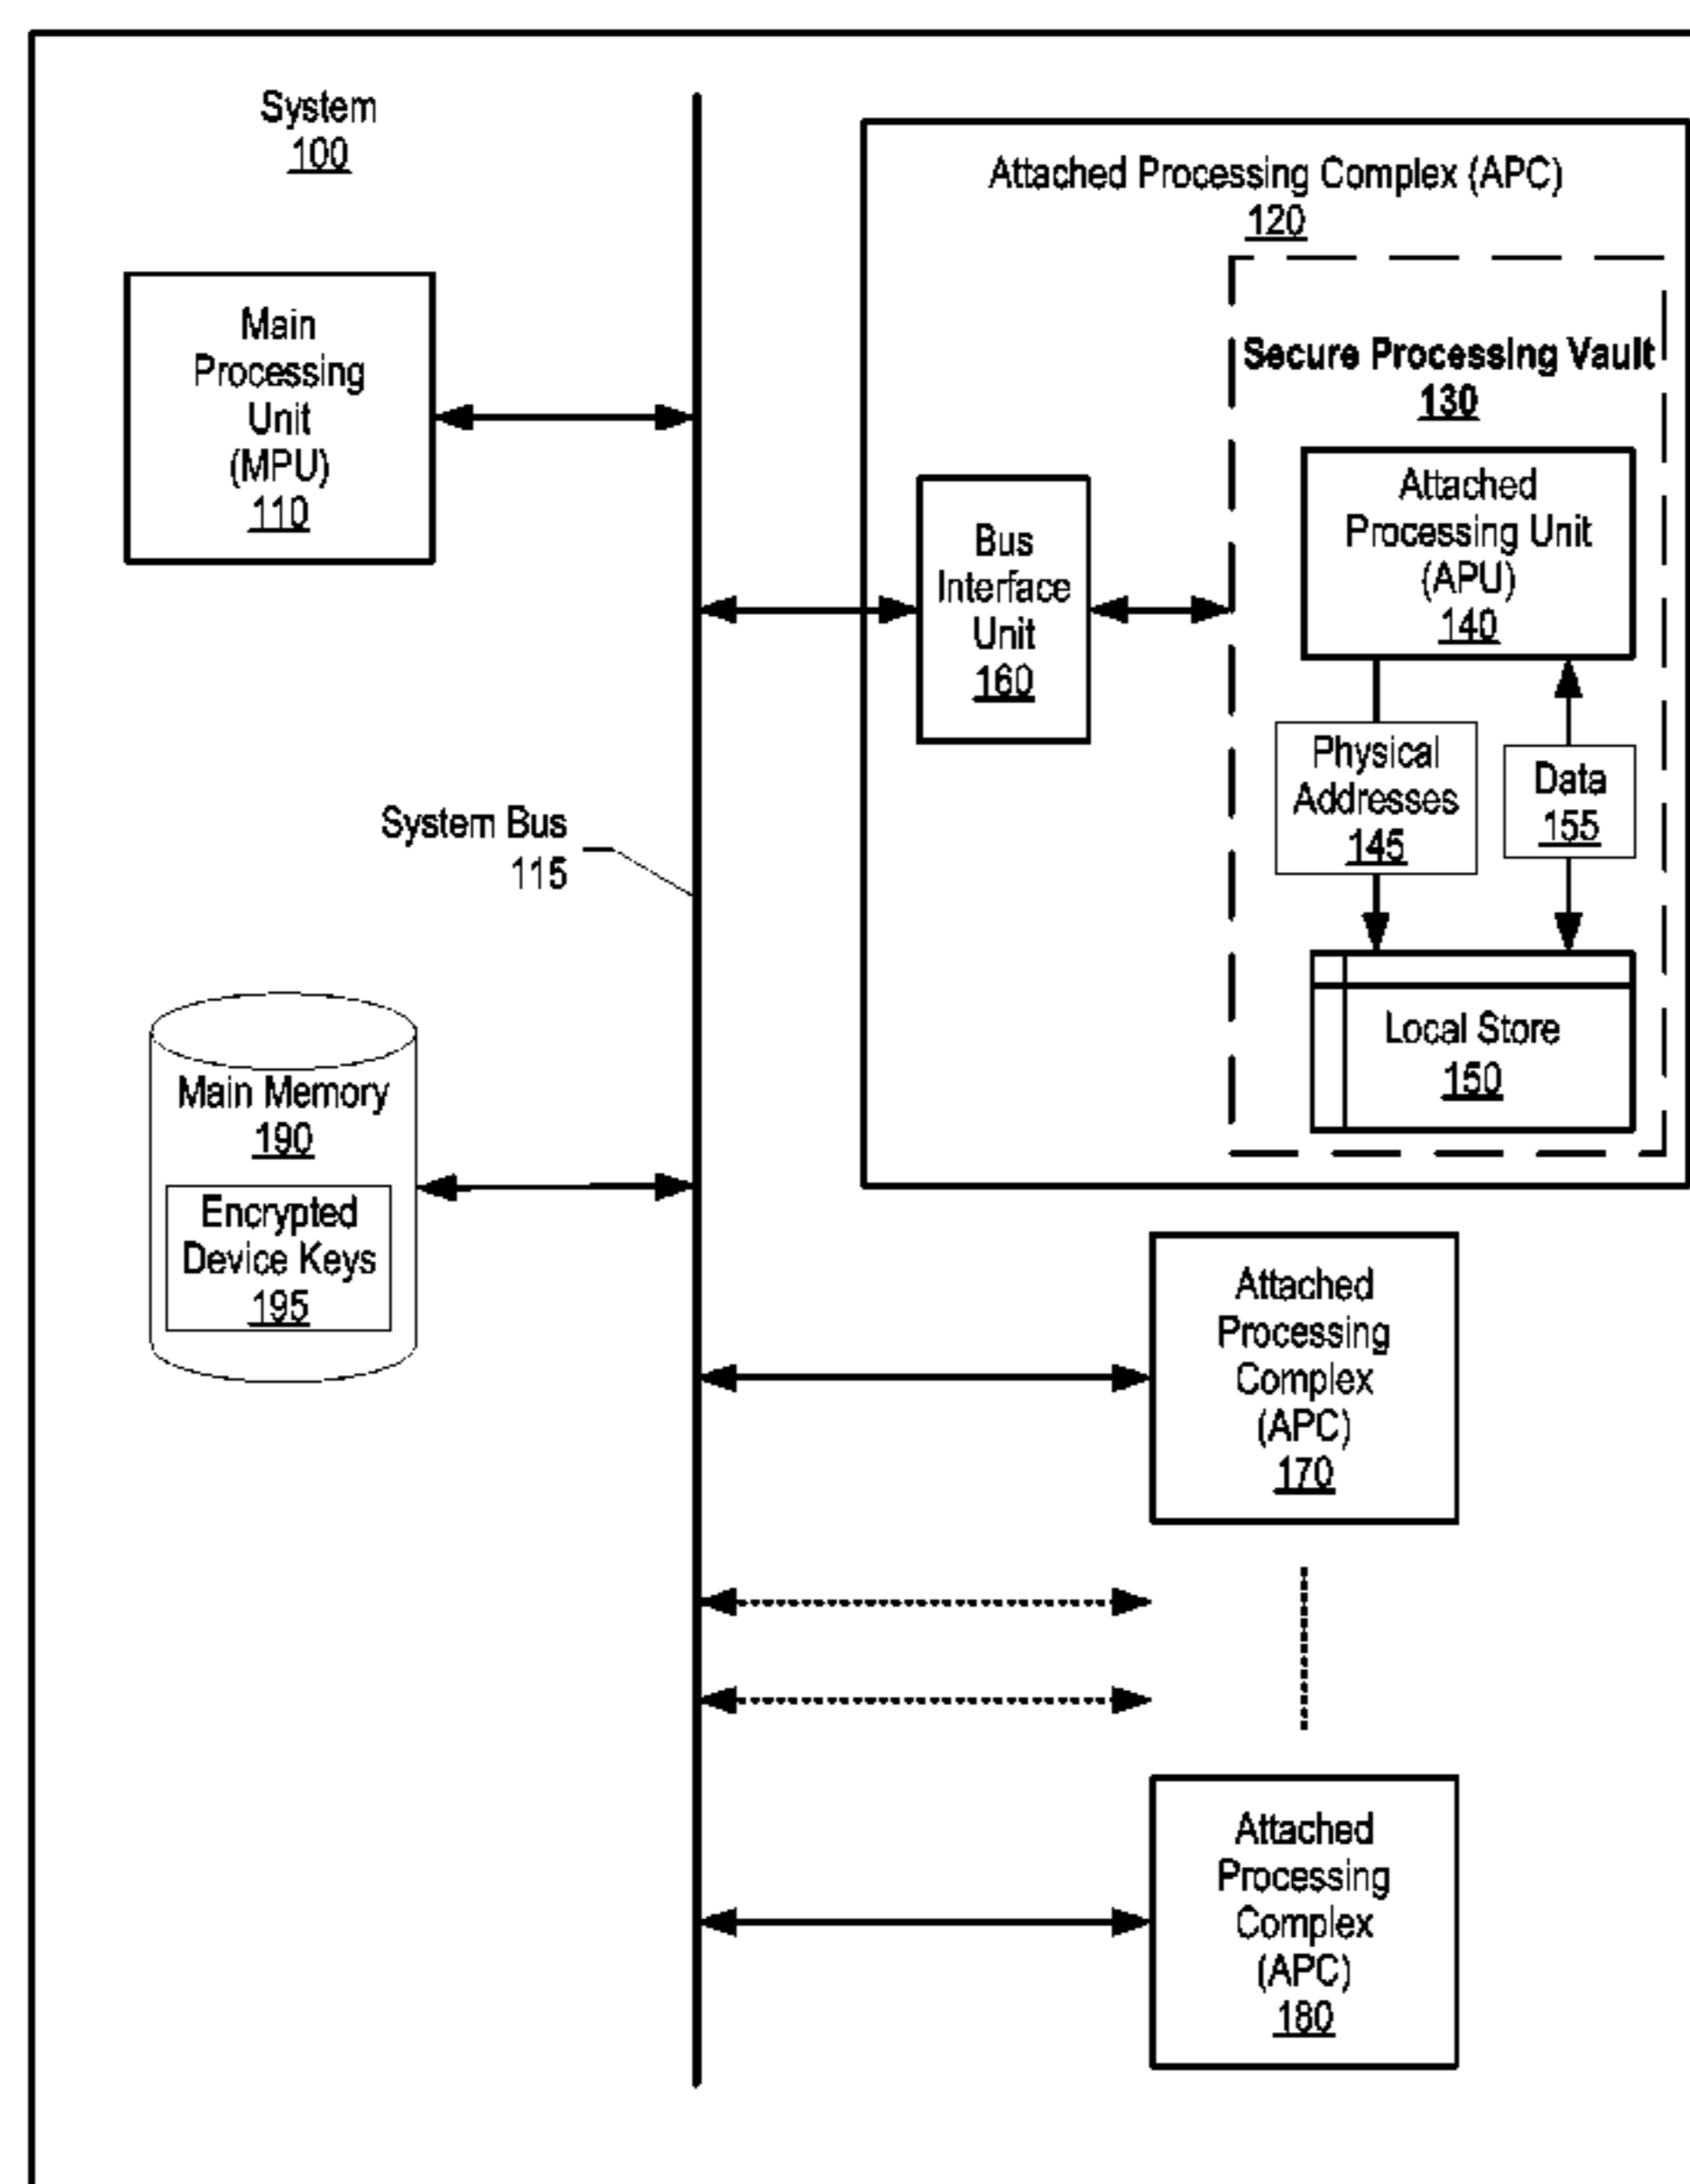 System
100
Attached Processing Complex (APC)
120
Main
Processing
Unit
(MPU)
110
Secure Processing Vault
130
Attached
Processing Unit
(APU)
140
Bus
Interface
Unit
160
Physical
Addresses
145
Data
155
System Bus
115
Local Store
150
Main Memory
190
Encrypted
Device Keys
195
Attached
Processing
Complex
(APC)
170
Attached
Processing
Complex
(APC)
180